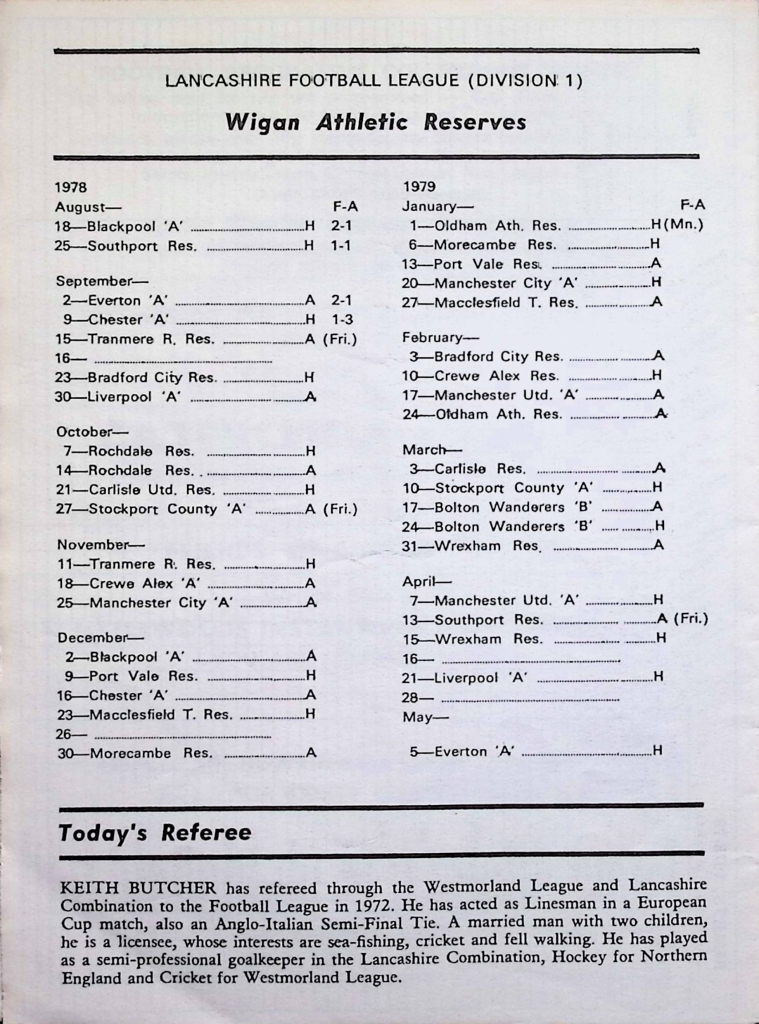 LANCASHIRE FOOTBALL LEAGUE (DIVISION 1)
Wigan Athletic Reserves
1978
August— F-A
18—Blackpool 'A' ........................H 2-1
25—Southport Res. ........................H 1-1
September—
2—Everton 'A' ........................A 2-1
9—Chester 'A' ........................H 1-3
15—Tranmere R. Res. ........................A (Fri.)
16— ........................
23—Bradford City Res. ........................H
30—Liverpool 'A' ........................A
October—
7—Rochdale Res. ........................H
14—Rochdale Res. ........................A
21—Carlisle Utd. Res. ........................H
27—Stockport County 'A' ...............A (Fri.)
November—
11—Tranmere R. Res. ........................H
18—Crewe Alex 'A' ........................A
25—Manchester City 'A' ..................A
December—
2—Blackpool 'A' ........................A
9—Port Vale Res. ........................H
16—Chester 'A' ........................A
23—Macclesfield T. Res. ..................H
26— ........................
30—Morecambe Res. ..................A
1979
January— F-A
1—Oldham Ath. Res. ........................H(Mn.)
6—Morecambe Res. ........................H
13—Port Vale Res. ........................A
20—Manchester City 'A' ..................H
27—Macclesfield T. Res. ..................A
February—
3—Bradford City Res. ........................A
10—Crewe Alex Res. ........................H
17—Manchester Utd. 'A' ..................A
24—Oldham Ath. Res. ........................A
March—
3—Carlisle Res. ........................A
10—Stockport County 'A' ..................H
17—Bolton Wanderers 'B' ..................A
24—Bolton Wanderers 'B' ..................H
31—Wrexham Res. ........................A
April—
7—Manchester Utd. 'A' ..................H
13—Southport Res. ........................A (Fri.)
15—Wrexham Res. ........................H
16— ........................
21—Liverpool 'A' ........................H
28— ........................
May—
5—Everton 'A' ........................H
Today's Referee
KEITH BUTCHER has refereed through the Westmorland League and Lancashire
Combination to the Football League in 1972. He has acted as Linesman in a European
Cup match, also an Anglo-Italian Semi-Final Tie. A married man with two children,
he is a licensee, whose interests are sea-fishing, cricket and fell walking. He has played
as a semi-professional goalkeeper in the Lancashire Combination, Hockey for Northern
England and Cricket for Westmorland League.